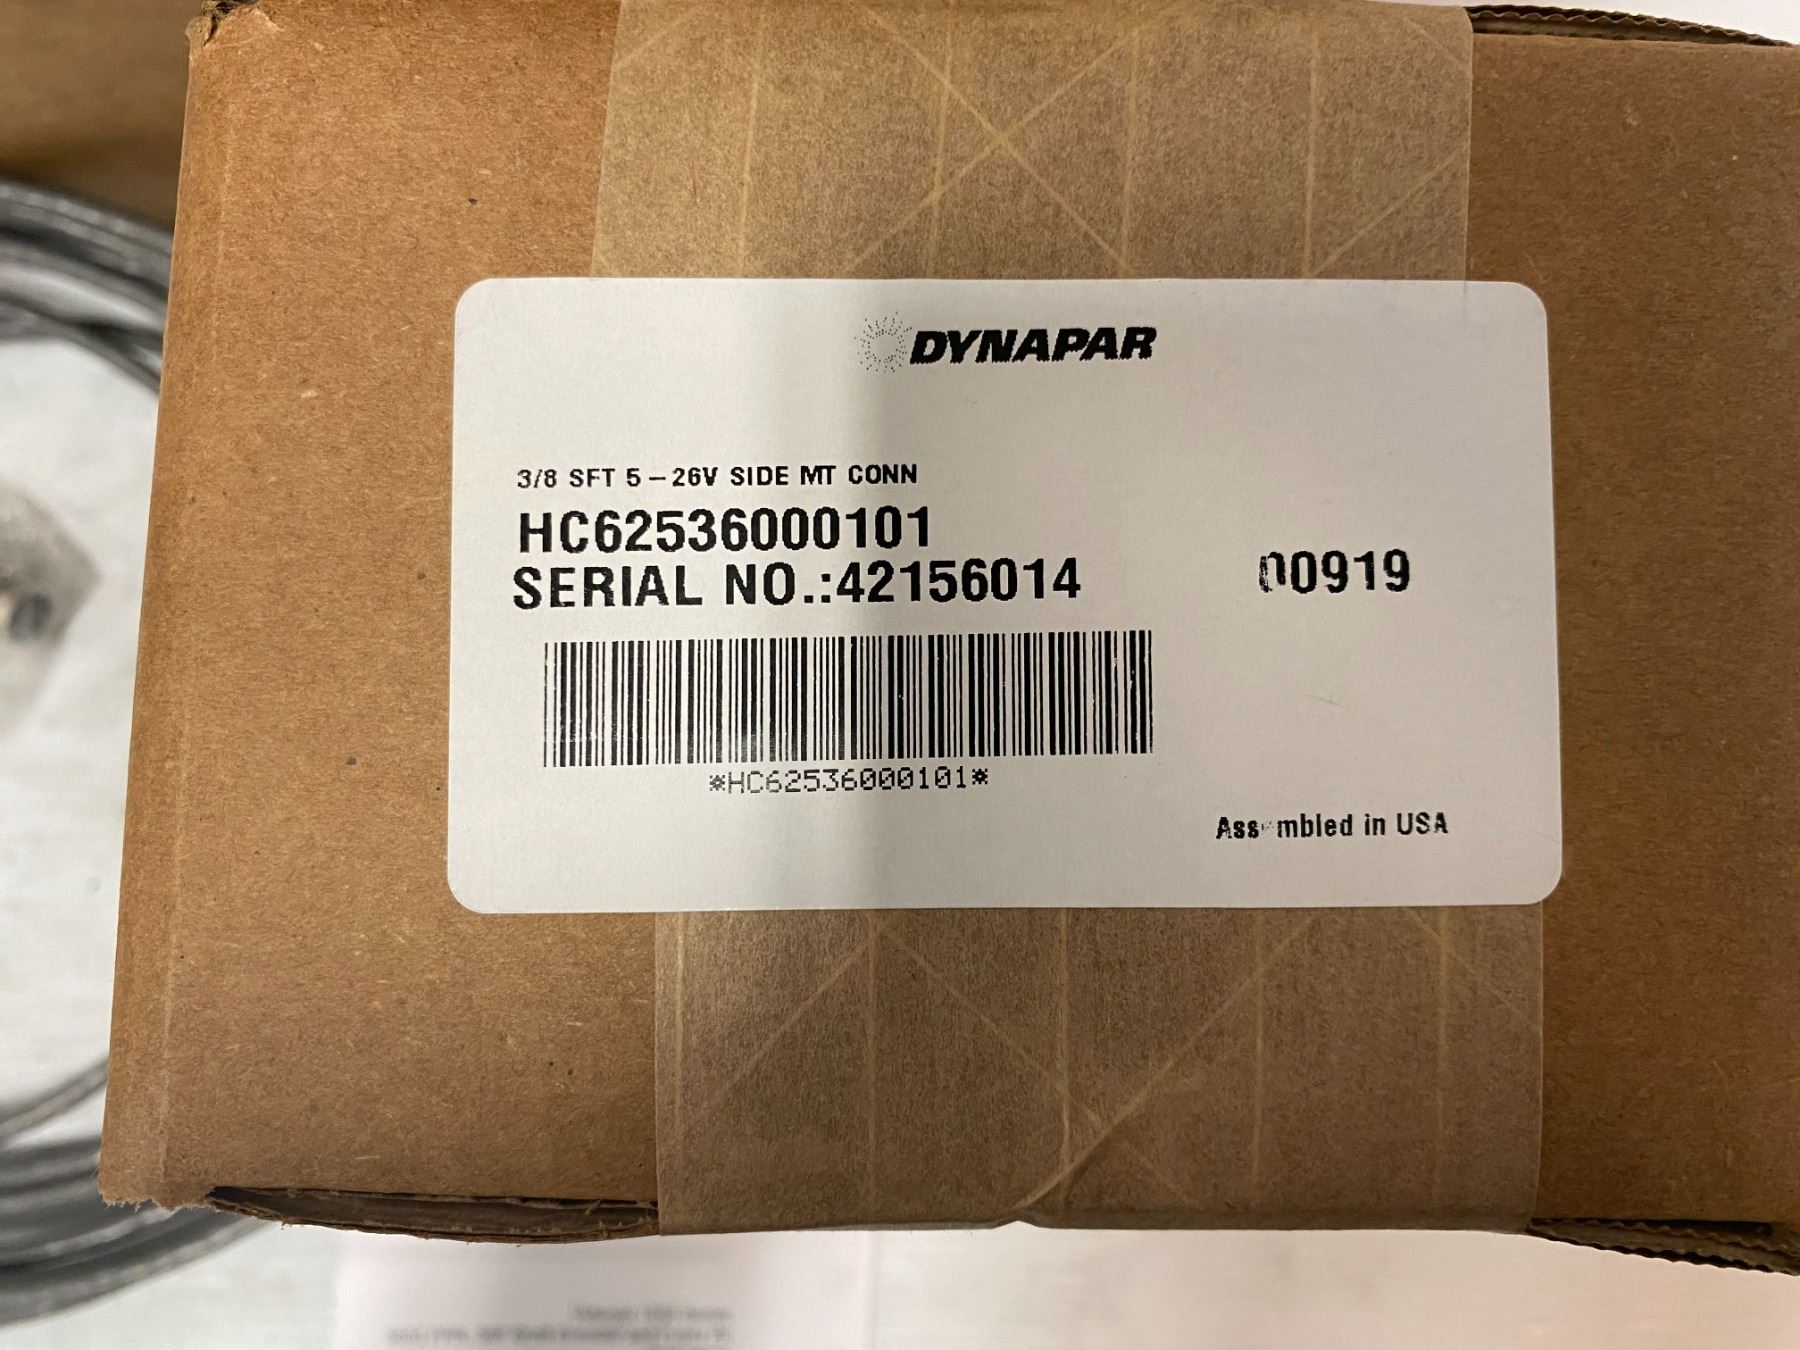 DYNAPAR
3/8 SFT 5-26V SIDE MT CONN
HC62536000101
SERIAL NO.:42156014 00919
*HC62536000101*
Assembled in USA